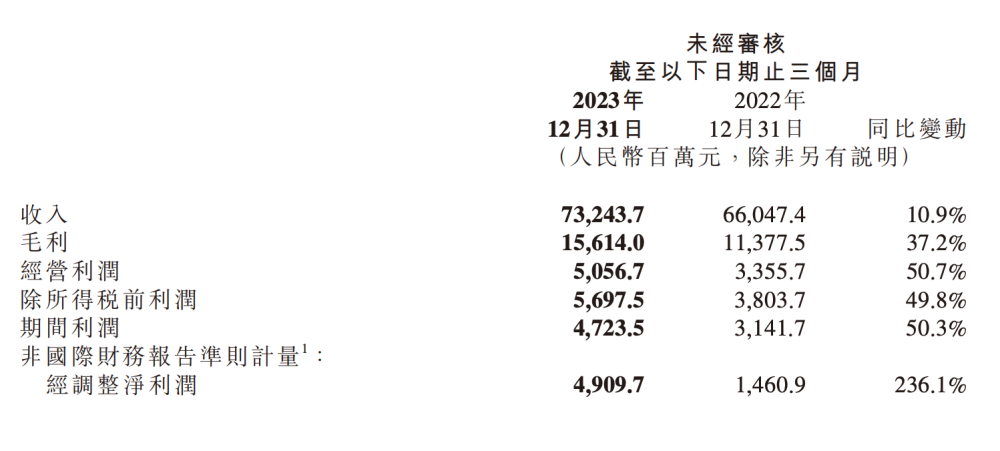 未經審核
截至以下日期止三個月
2023年 2022年
12月31日 12月31日 同比變動
(人民幣百萬元，除非另有說明)
收入 73,243.7 66,047.4 10.9%
毛利 15,614.0 11,377.5 37.2%
經營利潤 5,056.7 3,355.7 50.7%
除所得稅前利潤 5,697.5 3,803.7 49.8%
期間利潤 4,723.5 3,141.7 50.3%
非國際財務報告準則計量1：
經調整淨利潤 4,909.7 1,460.9 236.1%